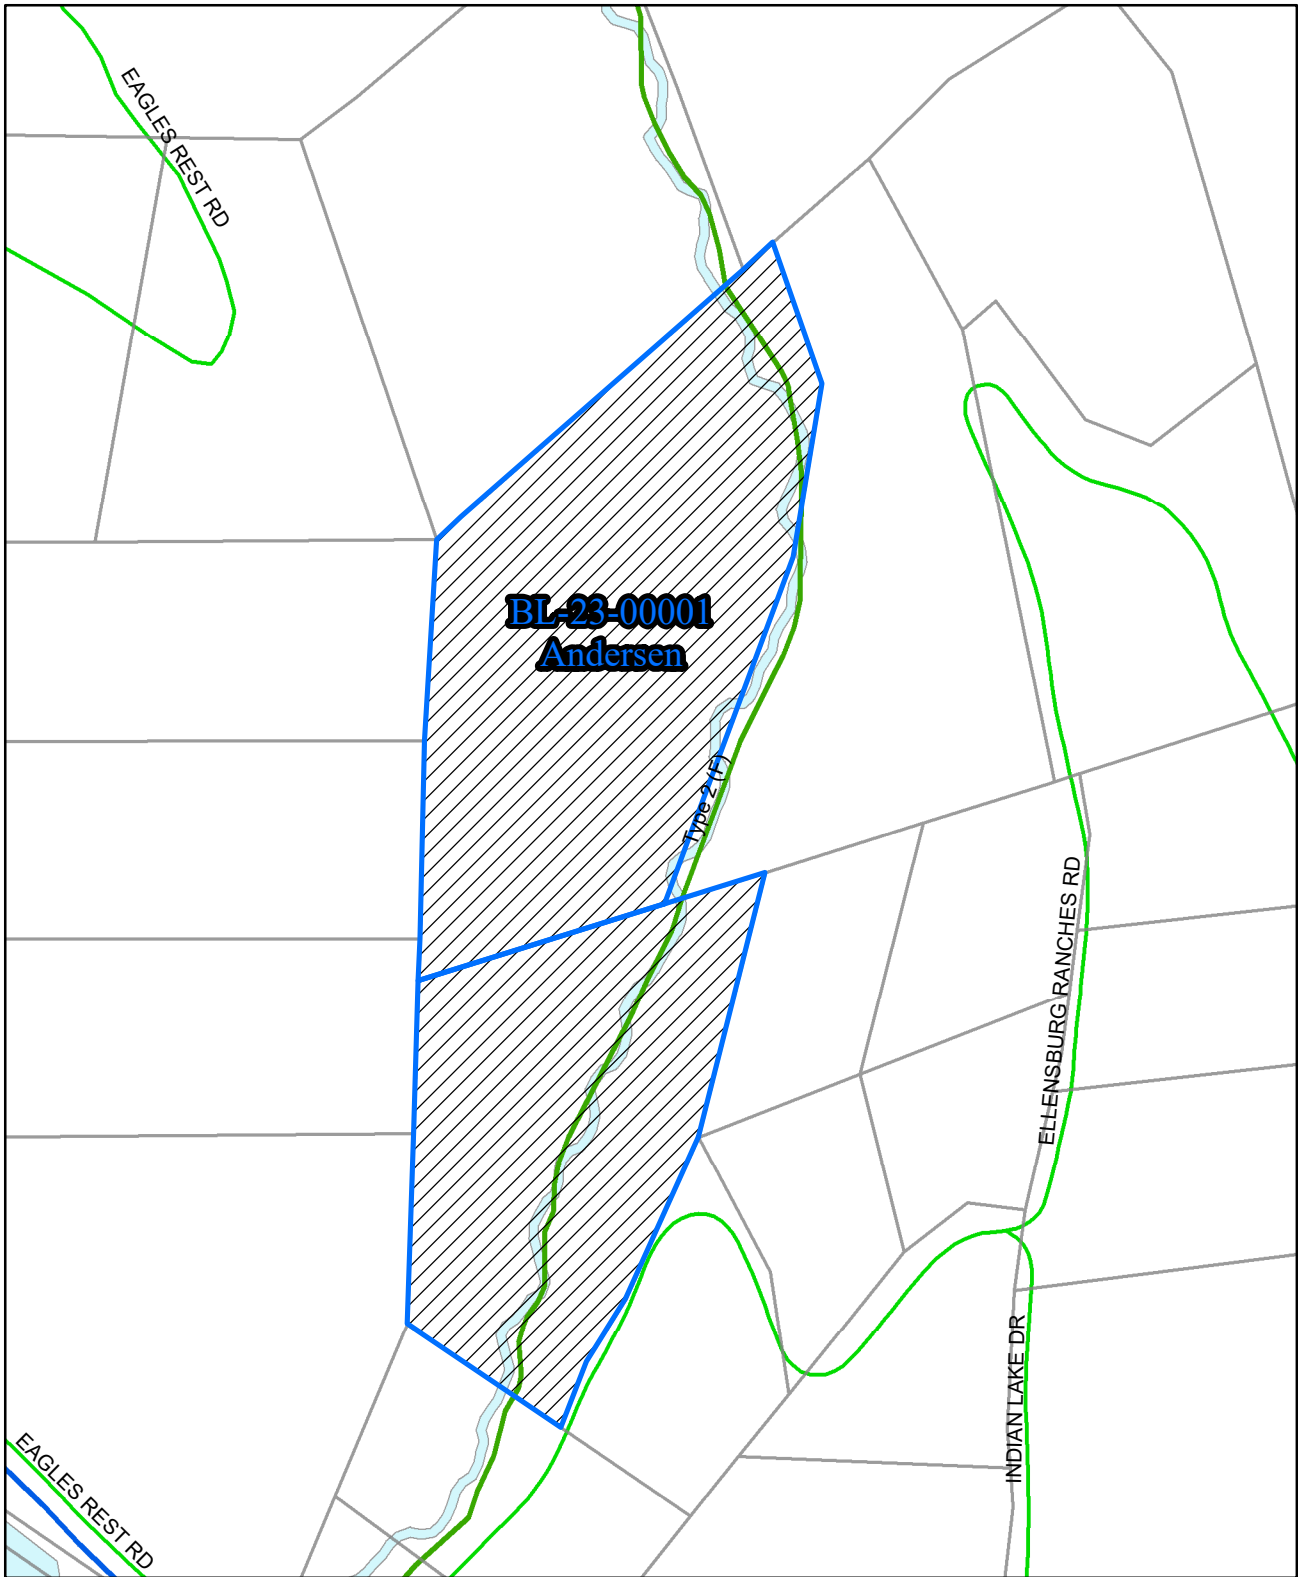 EAGLES REST RD
BL-23-00001
Andersen
Type 2 (F)
ELLENSBURG RANCHES RD
INDIAN LAKE DR
EAGLES REST RD